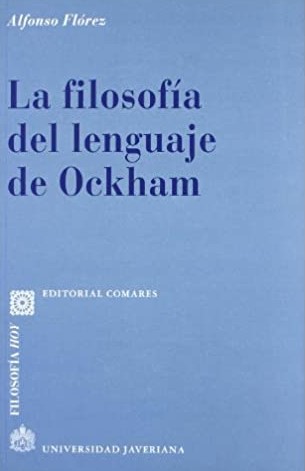 Alfonso Flórez
La filosofía
del lenguaje
de Ockham
EDITORIAL COMARES
FILOSOFÍA HOY
UNIVERSIDAD JAVERIANA